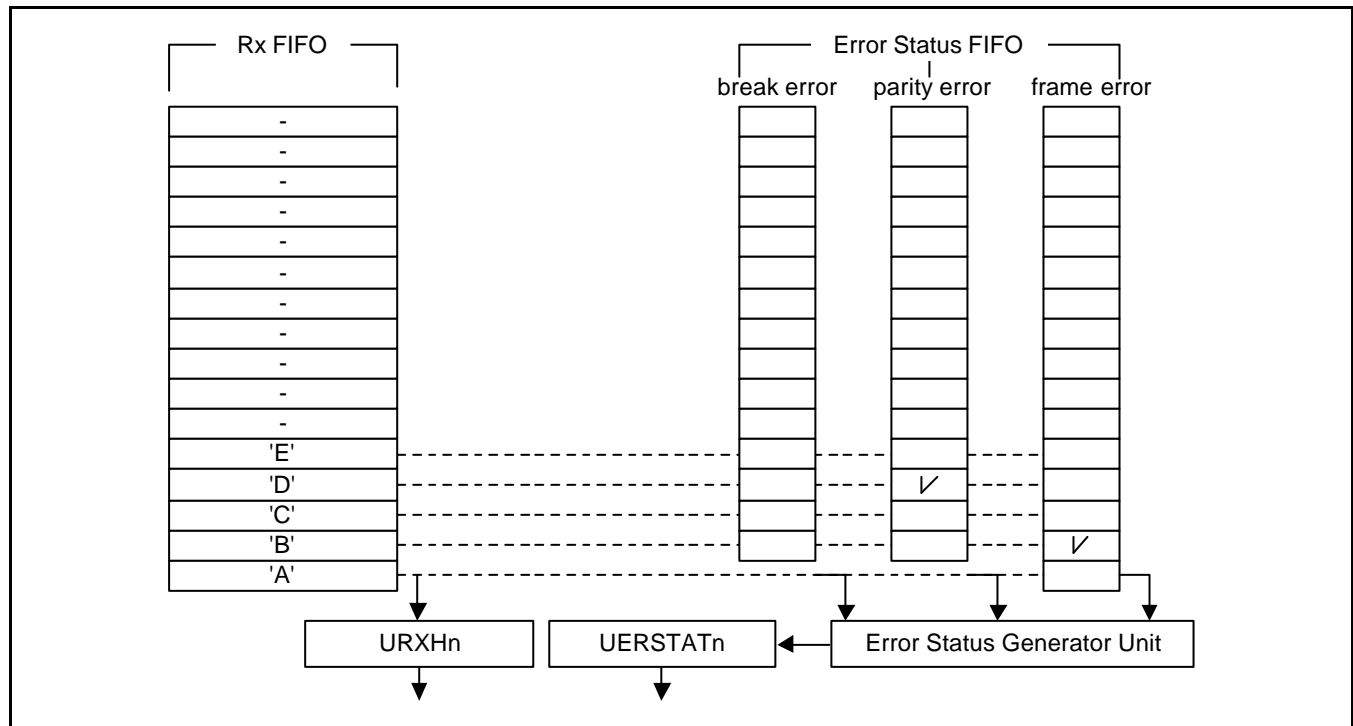 Rx FIFO
Error Status FIFO
break error parity error frame error
-
-
-
-
-
-
-
-
-
-
-
'E'
'D'
'C'
'B'
'A'
URXHn UERSTATn Error Status Generator Unit